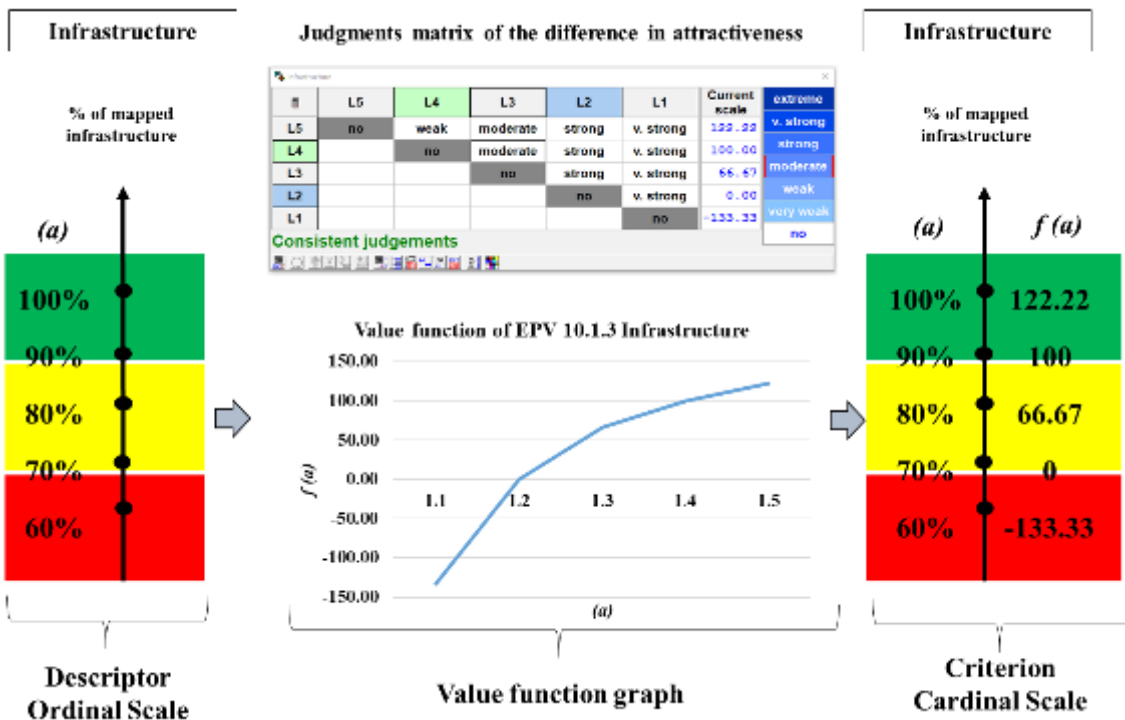 Infrastructure
Judgments matrix of the difference in attractiveness
Infrastructure
% of mapped
infrastructure
(a)
100%
90%
80%
70%
60%
Descriptor
Ordinal Scale
Infrastructure
L5 L4 L3 L2 L1 Current scale
L5 no weak moderate strong v. strong 122.22
L4 no moderate strong v. strong 100.00
L3 no strong v. strong 66.67
L2 no v. strong 0.00
L1 no -133.33
extreme
v. strong
strong
moderate
weak
very weak
no
Consistent judgements
Value function of EPV 10.1.3 Infrastructure
150.00
100.00
50.00
0.00
-50.00
-100.00
-150.00
f (a)
L1 L2 L3 L4 L5
(a)
Value function graph
% of mapped
infrastructure
(a) f (a)
100% 122.22
90% 100
80% 66.67
70% 0
60% -133.33
Criterion
Cardinal Scale